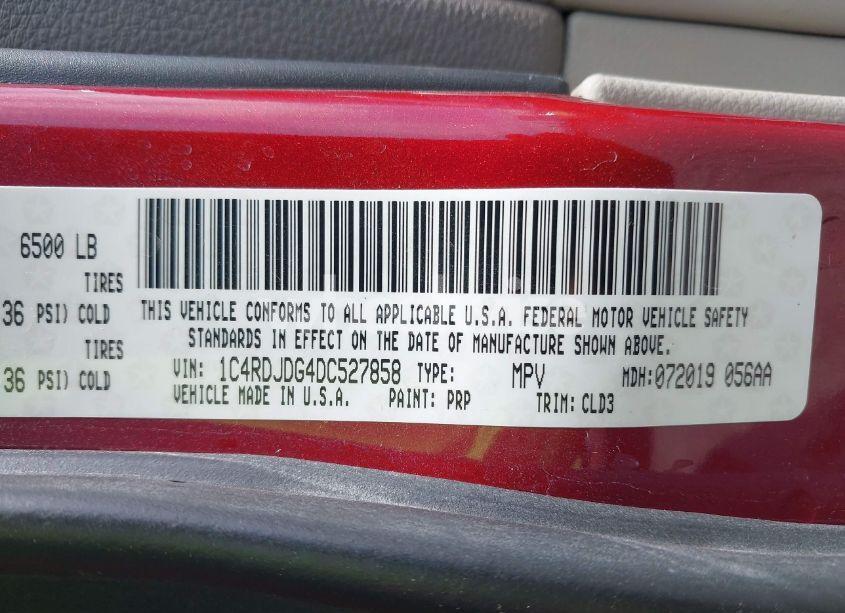 6500 LB
TIRES
36 PSI) COLD
TIRES
36 PSI) COLD
THIS VEHICLE CONFORMS TO ALL APPLICABLE U.S.A. FEDERAL MOTOR VEHICLE SAFETY
STANDARDS IN EFFECT ON THE DATE OF MANUFACTURE SHOWN ABOVE.
VIN: 1C4RDJDG4DC527858 TYPE: MPV MDH:072019 056AA
VEHICLE MADE IN U.S.A. PAINT: PRP TRIM: CLD3